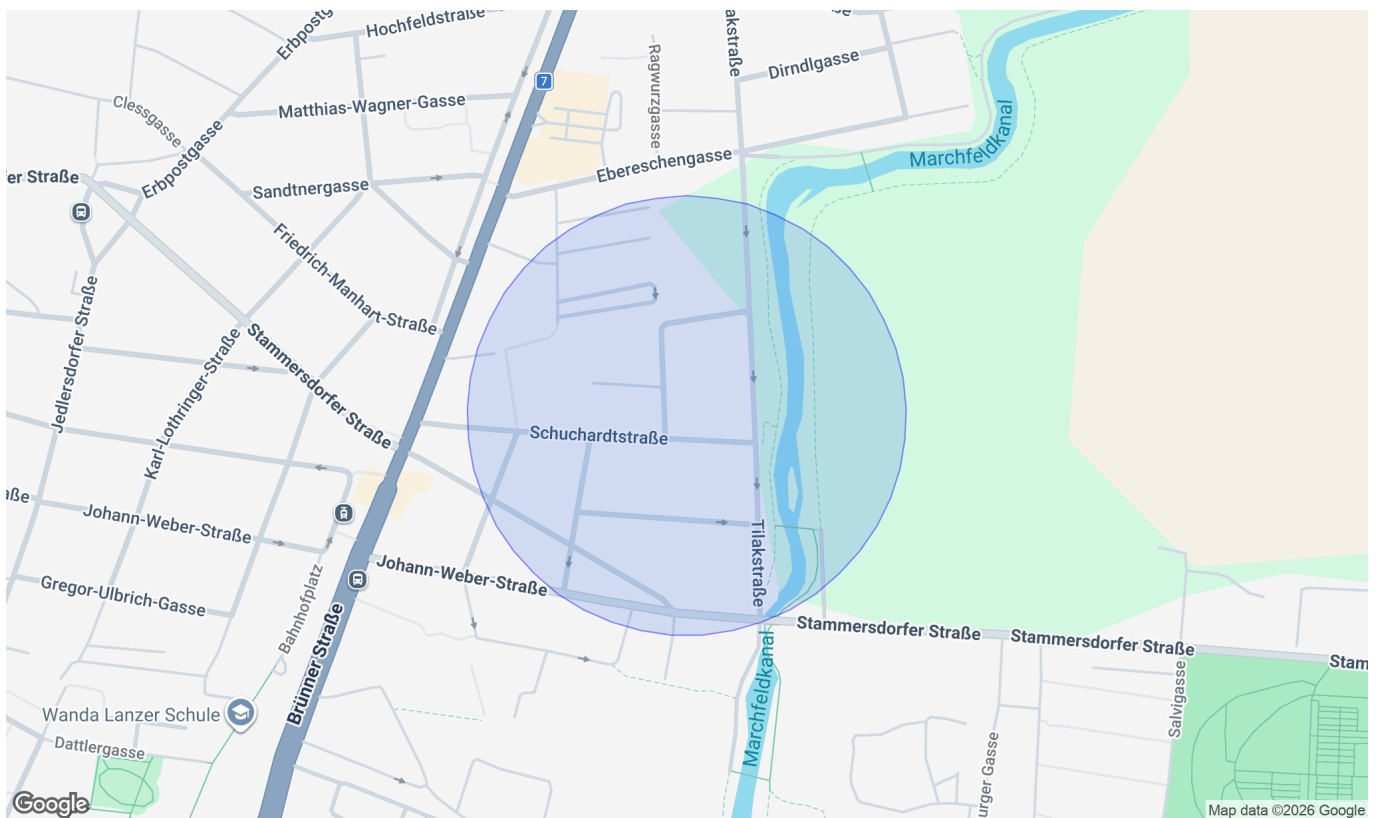 Erbpostg
Hochfeldstraße
akstraße
Dirndlgasse
Ragwurzgasse
7
Matthias-Wagner-Gasse
Clessgasse
Erbpostgasse
Marchfeldkanal
Ebereschengasse
fer Straße
Sandtnergasse
Friedrich-Manhart-Straße
Jedlersdorfer Straße
Karl-Lothringer-Straße
Stammersdorfer Straße
Schuchardtstraße
aße
Johann-Weber-Straße
Tilakstraße
Johann-Weber-Straße
Gregor-Ulbrich-Gasse
Bahnhofplatz
Brünner Straße
Stammersdorfer Straße
Stammersdorfer Straße
Stam
Marchfeldkanal
Salvigasse
Wanda Lanzer Schule
Dattlergasse
urger Gasse
Google
Map data ©2026 Google